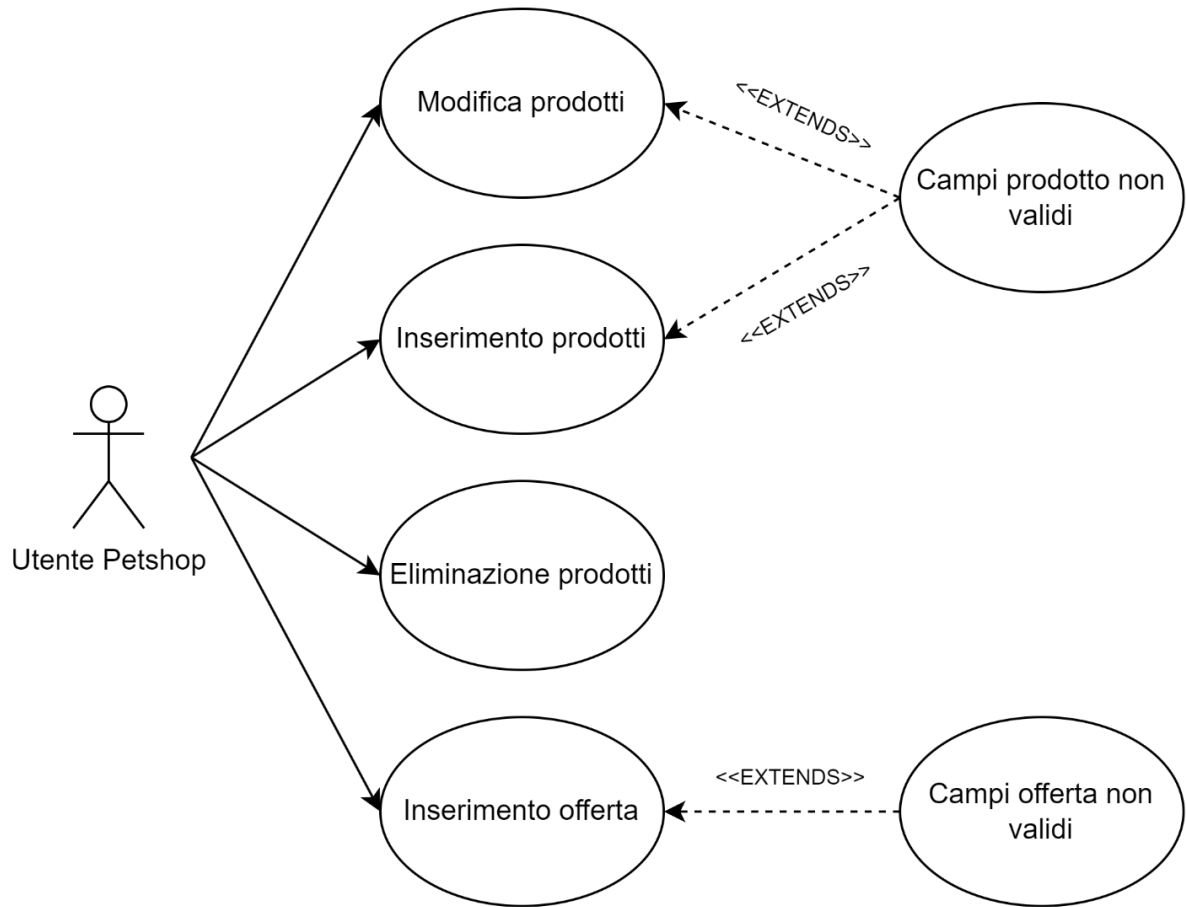 Modifica prodotti
<<EXTENDS>>
Campi prodotto non
validi
<<EXTENDS>>
Inserimento prodotti
Utente Petshop
Eliminazione prodotti
Inserimento offerta
<<EXTENDS>>
Campi offerta non
validi